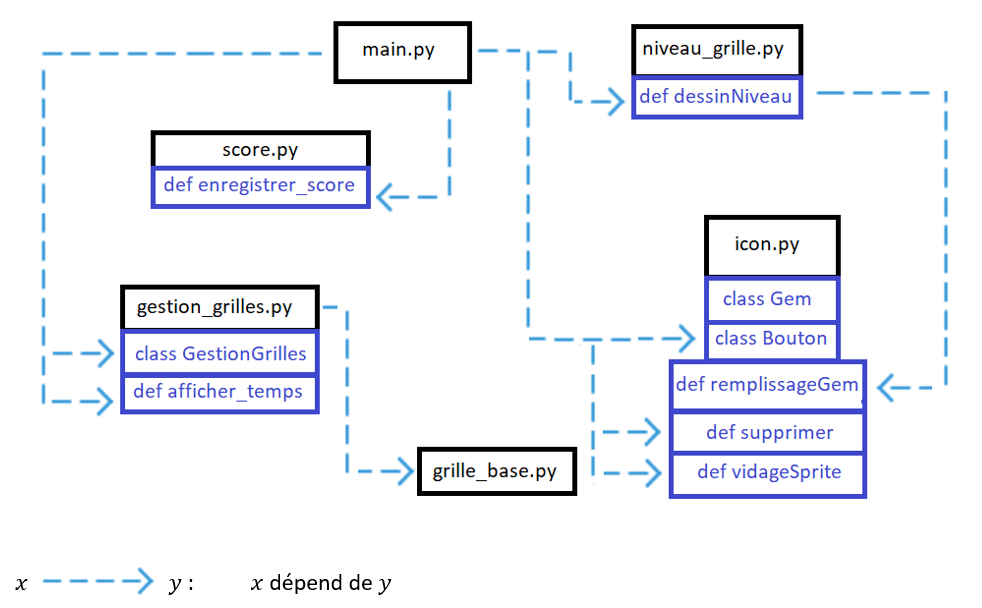 main.py
niveau_grille.py
def dessinNiveau
score.py
def enregistrer_score
icon.py
class Gem
class Bouton
def remplissageGem
def supprimer
def vidageSprite
gestion_grilles.py
class GestionGrilles
def afficher_temps
grille_base.py
x y : x dépend de y